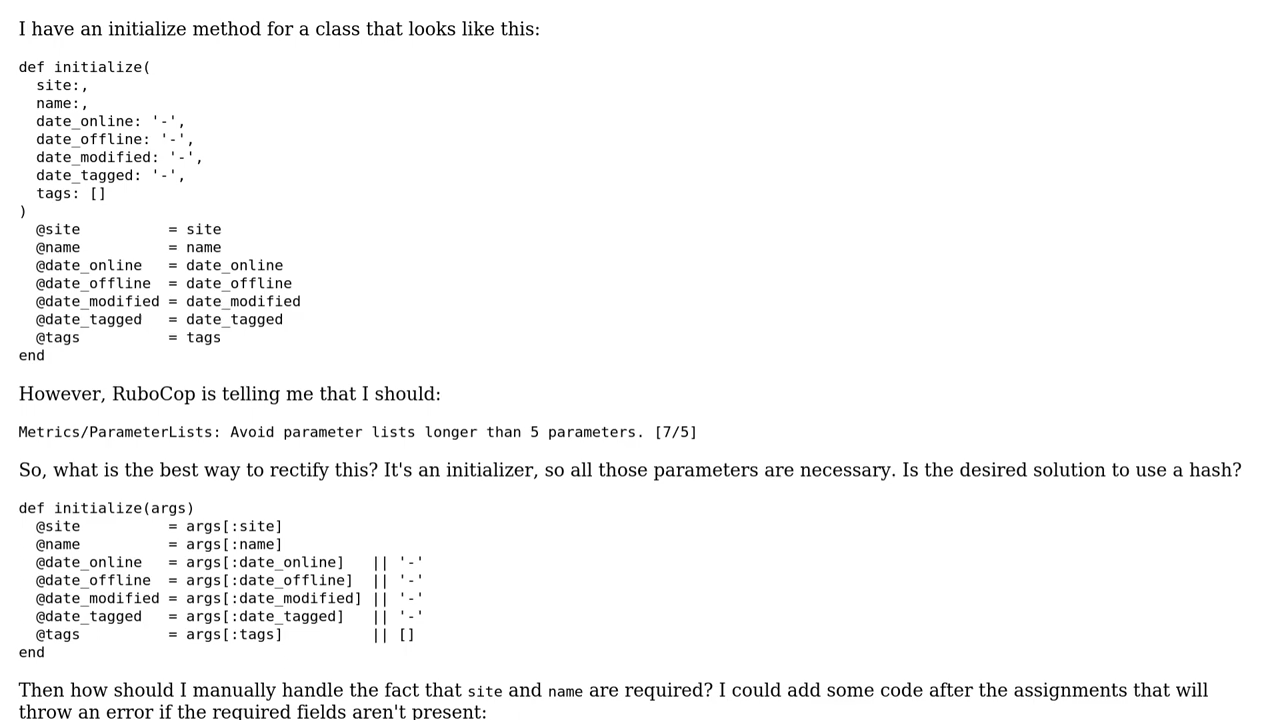 I have an initialize method for a class that looks like this:
def initialize(
  site:,
  name:,
  date_online: '-',
  date_offline: '-',
  date_modified: '-',
  date_tagged: '-',
  tags: []
)
  @site          = site
  @name          = name
  @date_online   = date_online
  @date_offline  = date_offline
  @date_modified = date_modified
  @date_tagged   = date_tagged
  @tags          = tags
end
However, RuboCop is telling me that I should:
Metrics/ParameterLists: Avoid parameter lists longer than 5 parameters. [7/5]
So, what is the best way to rectify this? It's an initializer, so all those parameters are necessary. Is the desired solution to use a hash?
def initialize(args)
  @site          = args[:site]
  @name          = args[:name]
  @date_online   = args[:date_online]   || '-'
  @date_offline  = args[:date_offline]  || '-'
  @date_modified = args[:date_modified] || '-'
  @date_tagged   = args[:date_tagged]   || '-'
  @tags          = args[:tags]          || []
end
Then how should I manually handle the fact that site and name are required? I could add some code after the assignments that will
throw an error if the required fields aren't present: